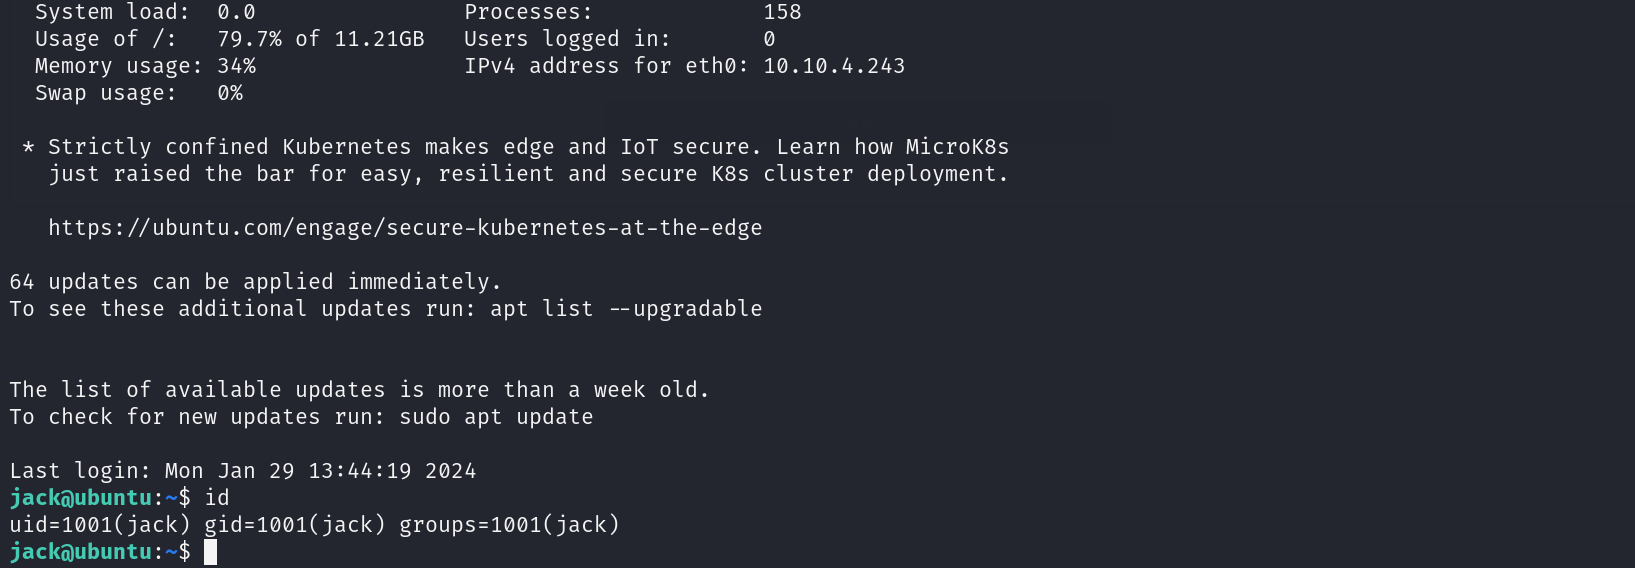 System load:  0.0                Processes:             158
Usage of /:   79.7% of 11.21GB   Users logged in:       0
Memory usage: 34%                IPv4 address for eth0: 10.10.4.243
Swap usage:   0%
* Strictly confined Kubernetes makes edge and IoT secure. Learn how MicroK8s
just raised the bar for easy, resilient and secure K8s cluster deployment.
https://ubuntu.com/engage/secure-kubernetes-at-the-edge
64 updates can be applied immediately.
To see these additional updates run: apt list --upgradable
The list of available updates is more than a week old.
To check for new updates run: sudo apt update
Last login: Mon Jan 29 13:44:19 2024
jack@ubuntu:~$ id
uid=1001(jack) gid=1001(jack) groups=1001(jack)
jack@ubuntu:~$